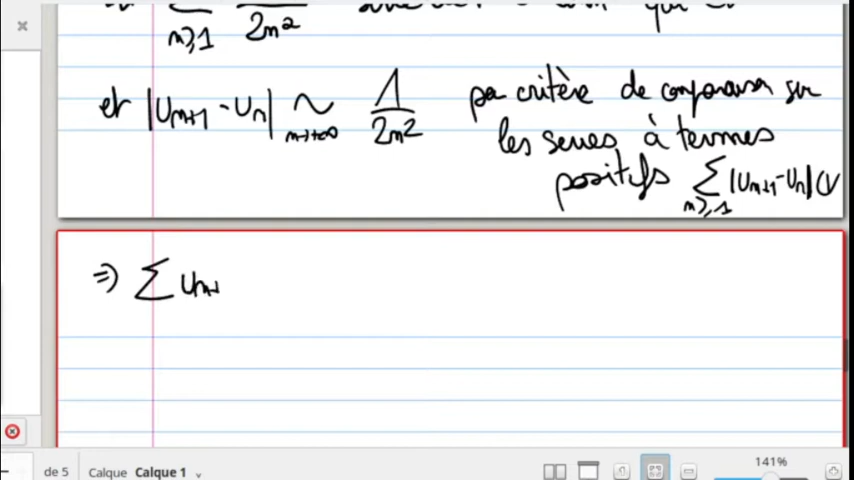 ∑ n⩾1 1/2n²
et |Un+1 - Un| ~ n→+∞ 1/2n² par critère de comparaison sur
les series à termes
positifs ∑ n⩾1 |Un+1 - Un| CV
⇒ ∑ Un+
de 5 Calque Calque 1 141%